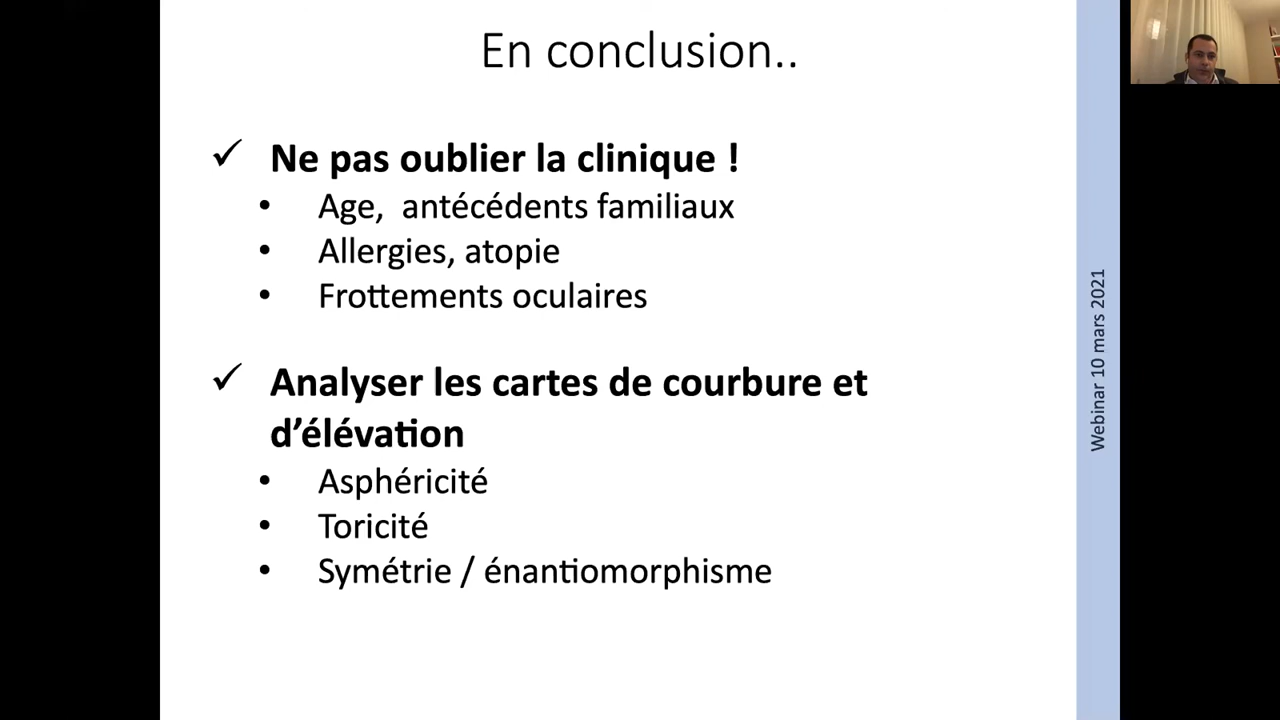 En conclusion..
✓ Ne pas oublier la clinique !
• Age, antécédents familiaux
• Allergies, atopie
• Frottements oculaires
✓ Analyser les cartes de courbure et
d’élévation
• Asphéricité
• Toricité
• Symétrie / énantiomorphisme
Webinar 10 mars 2021